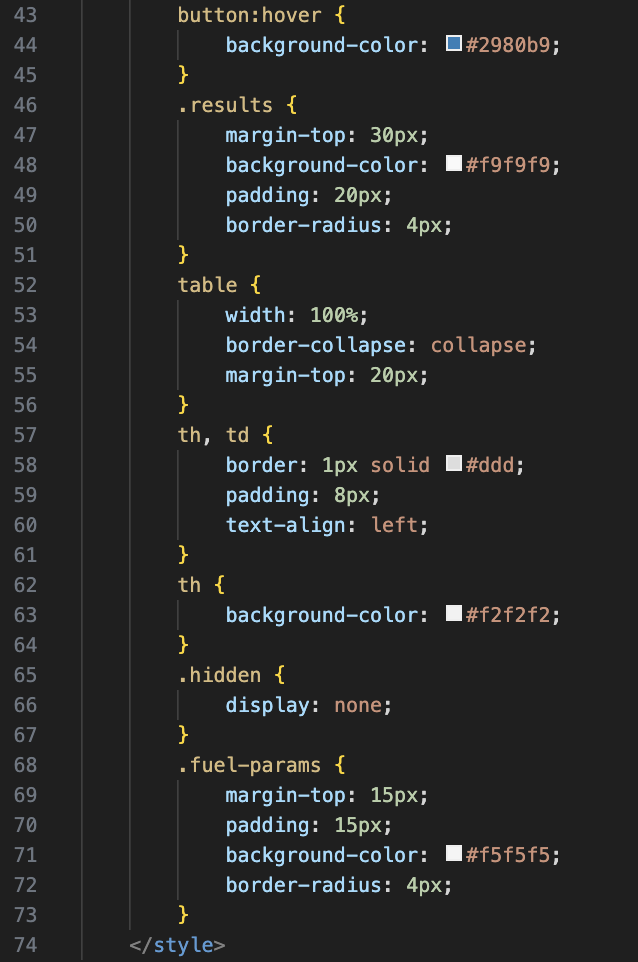 43 button:hover {
44 background-color: #2980b9;
45 }
46 .results {
47 margin-top: 30px;
48 background-color: #f9f9f9;
49 padding: 20px;
50 border-radius: 4px;
51 }
52 table {
53 width: 100%;
54 border-collapse: collapse;
55 margin-top: 20px;
56 }
57 th, td {
58 border: 1px solid #ddd;
59 padding: 8px;
60 text-align: left;
61 }
62 th {
63 background-color: #f2f2f2;
64 }
65 .hidden {
66 display: none;
67 }
68 .fuel-params {
69 margin-top: 15px;
70 padding: 15px;
71 background-color: #f5f5f5;
72 border-radius: 4px;
73 }
74 </style>